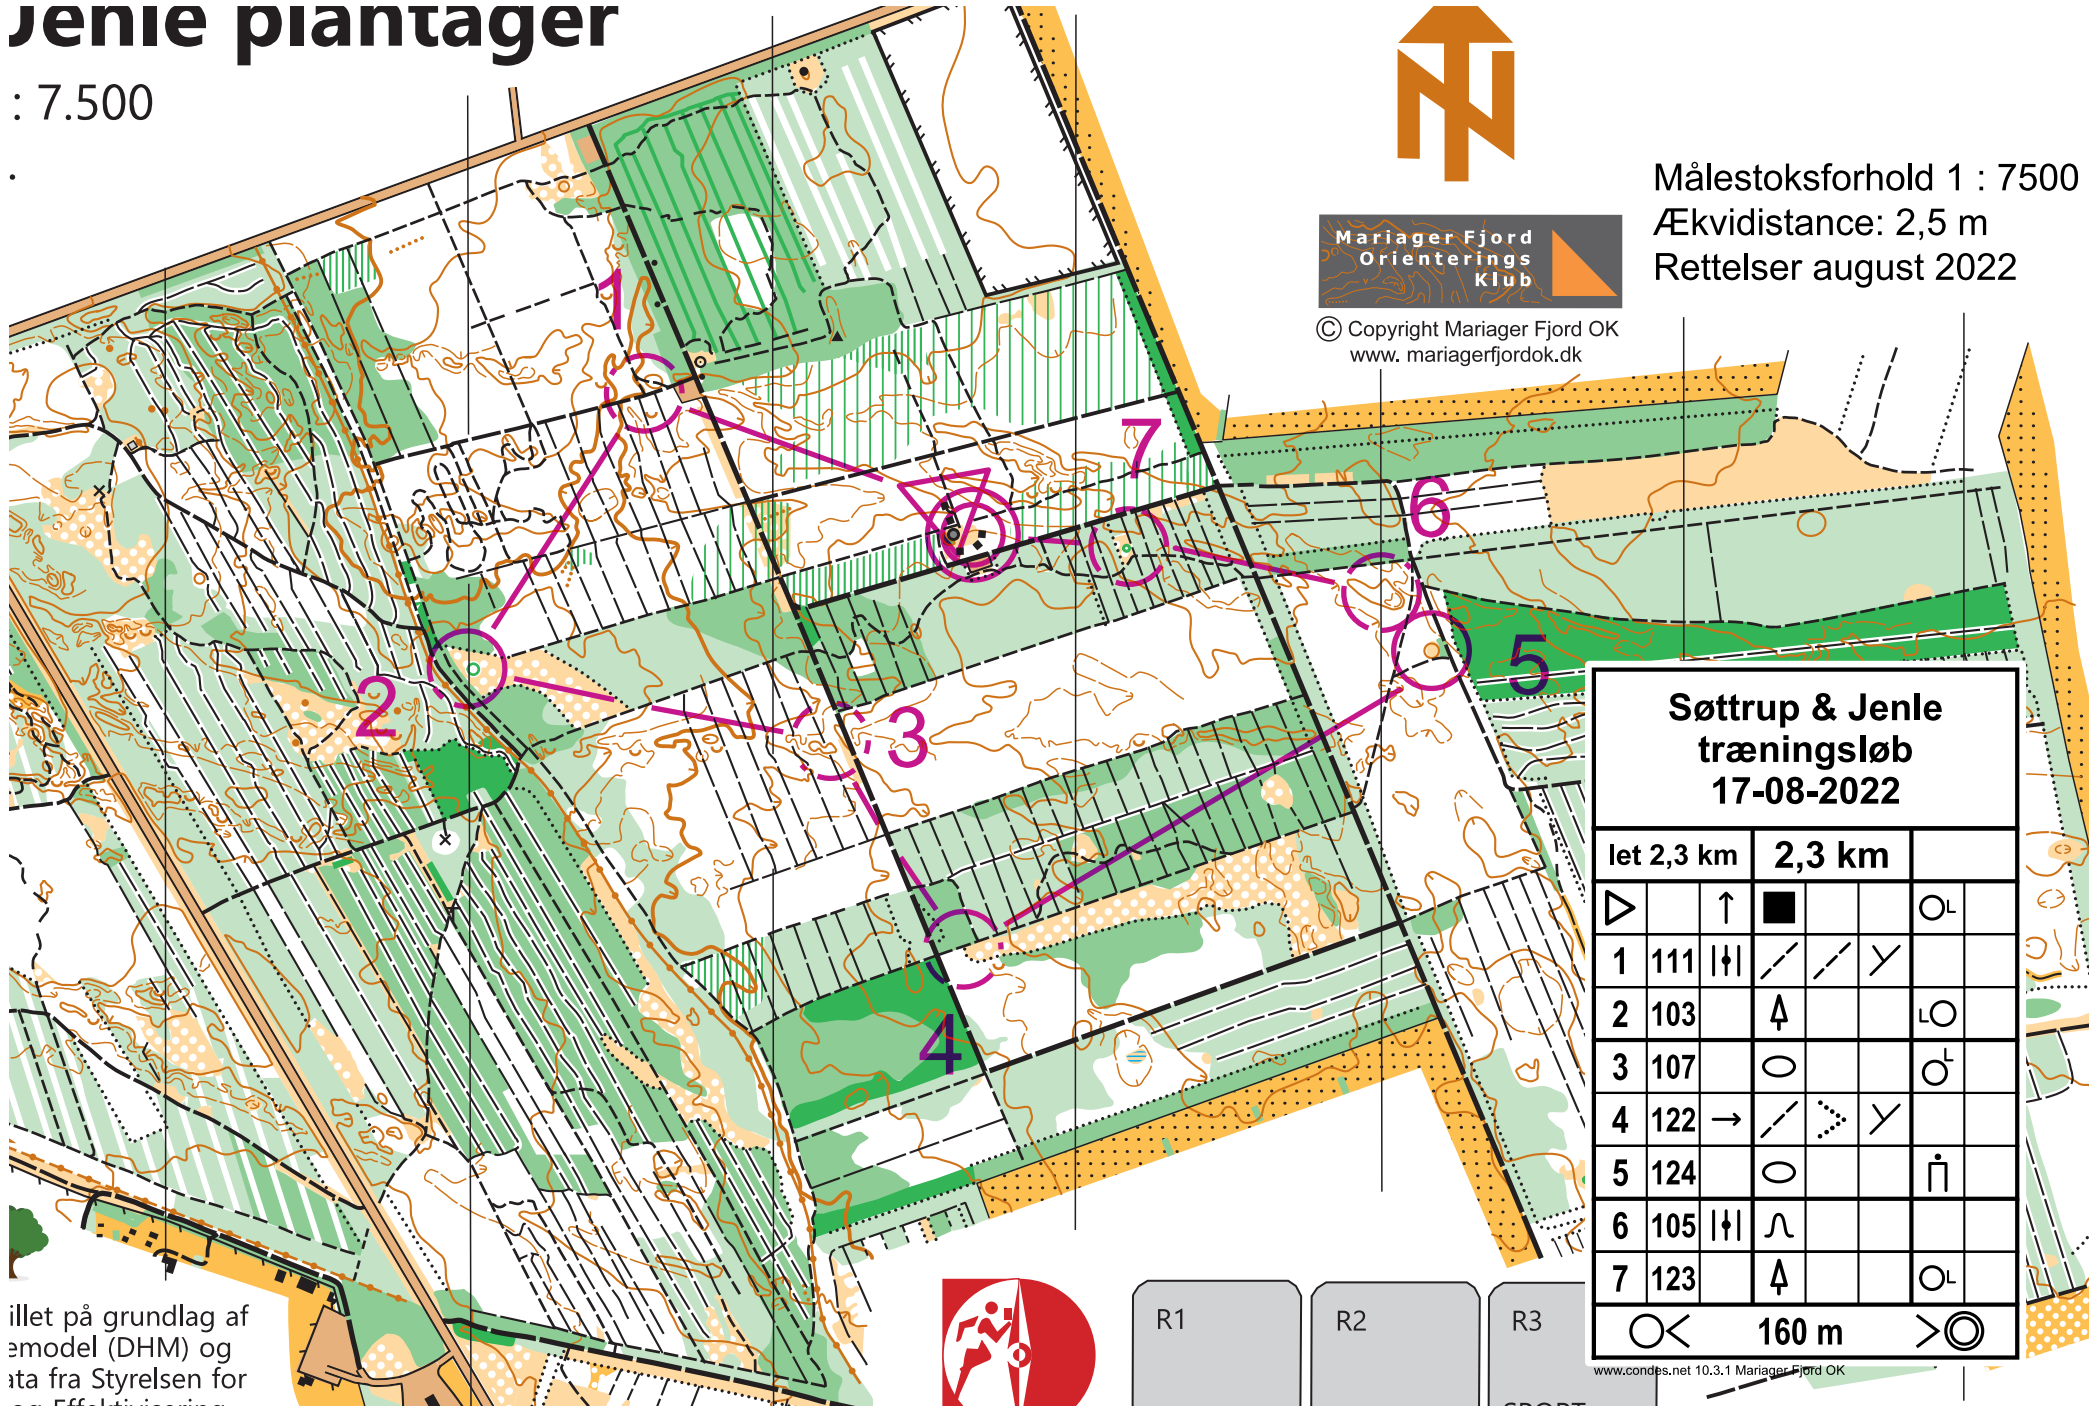 Jenle plantager
: 7.500
.
Mariager Fjord
Orienterings
Klub
© Copyright Mariager Fjord OK
www. mariagerfjordok.dk
Målestoksforhold 1 : 7500
Ækvidistance: 2,5 m
Rettelser august 2022
1
2
3
4
5
6
7
Søttrup & Jenle
træningsløb
17-08-2022
let 2,3 km 2,3 km
1 111
2 103
3 107
4 122
5 124
6 105
7 123
160 m
www.condes.net 10.3.1 Mariager Fjord OK
illet på grundlag af
emodel (DHM) og
ata fra Styrelsen for
og Effektivisering
R1
R2
R3
SPORT